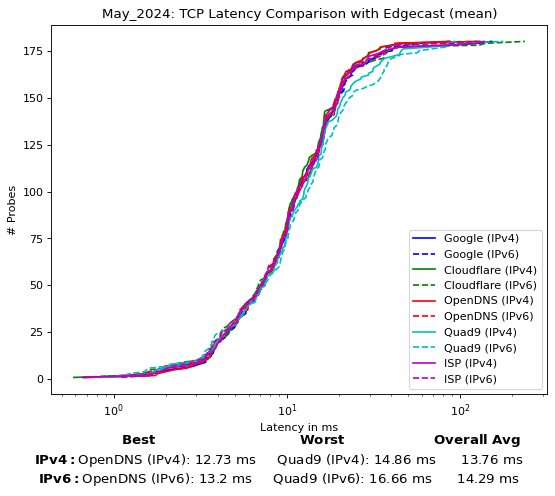 May_2024: TCP Latency Comparison with Edgecast (mean)
# Probes
175
150
125
100
75
50
25
0
10⁰ 10¹ 10²
Latency in ms
Google (IPv4)
Google (IPv6)
Cloudflare (IPv4)
Cloudflare (IPv6)
OpenDNS (IPv4)
OpenDNS (IPv6)
Quad9 (IPv4)
Quad9 (IPv6)
ISP (IPv4)
ISP (IPv6)
Best Worst Overall Avg
IPv4: OpenDNS (IPv4): 12.73 ms Quad9 (IPv4): 14.86 ms 13.76 ms
IPv6: OpenDNS (IPv6): 13.2 ms Quad9 (IPv6): 16.66 ms 14.29 ms